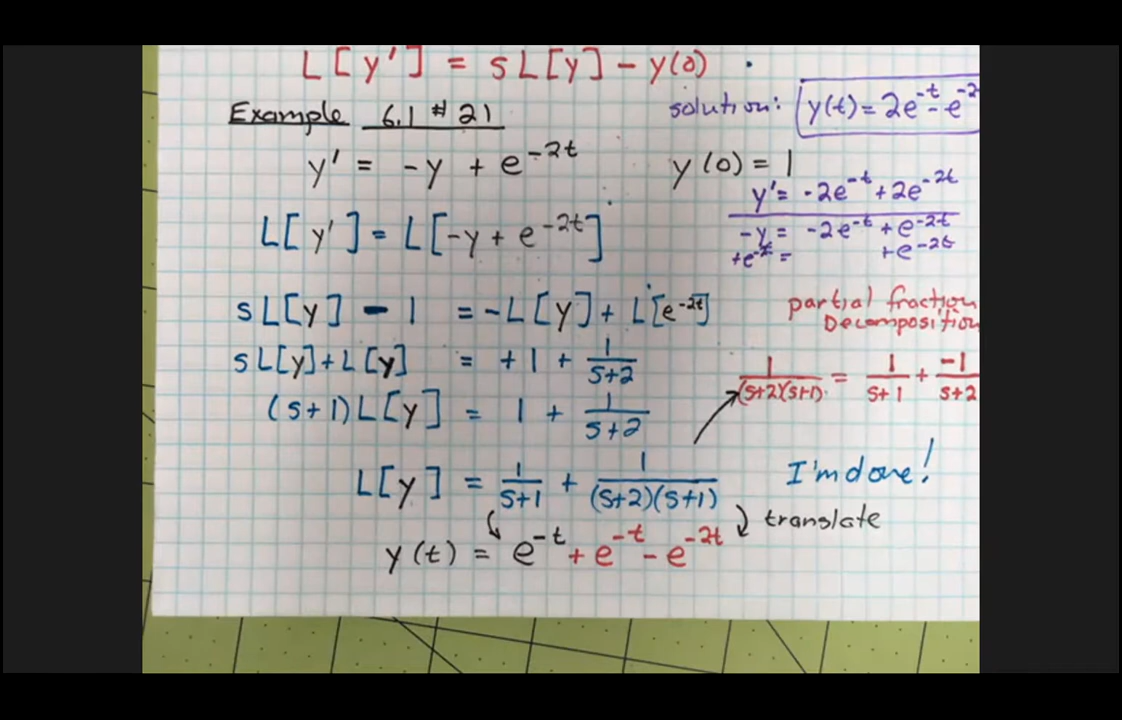 L[y'] = sL[y] - y(0)
Example 6.1 # 21
solution: y(t) = 2e^-t - e^-2
y' = -y + e^-2t
y(0) = 1
y' = -2e^-t + 2e^-2t
-y = -2e^-t + e^-2t
+e^-2t = +e^-2t
L[y'] = L[-y + e^-2t]
sL[y] - 1 = -L[y] + L[e^-2t]
sL[y] + L[y] = +1 + 1/(s+2)
(s+1)L[y] = 1 + 1/(s+2)
partial fraction
Decomposition
1/((s+2)(s+1)) = 1/(s+1) + -1/(s+2
L[y] = 1/(s+1) + 1/((s+2)(s+1))
I'm done!
translate
y(t) = e^-t + e^-t - e^-2t